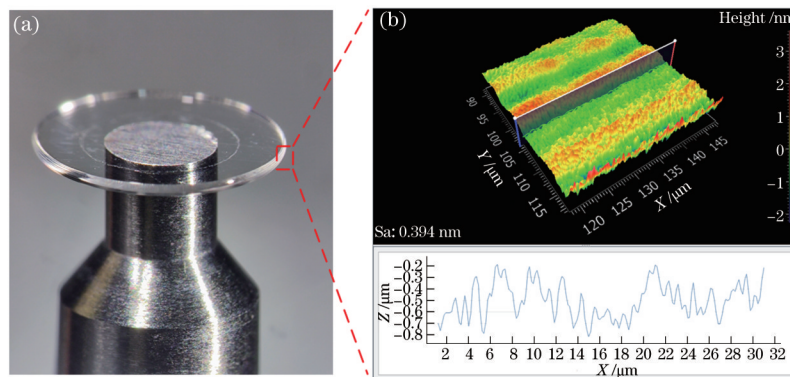 (a)
(b)
Height /nm
3
2
1
0
-1
-2
90
95
100
105
110
115
Y /μm
120
125
130
135
140
145
X /μm
Sa: 0.394 nm
Z /μm
-0.2
-0.3
-0.4
-0.5
-0.6
-0.7
-0.8
2 4 6 8 10 12 14 16 18 20 22 24 26 28 30 32
X /μm